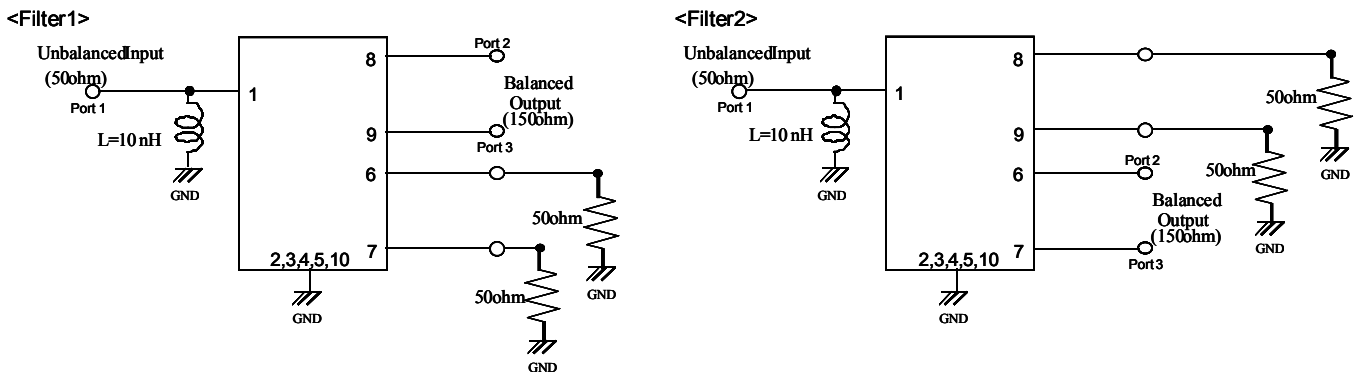 <Filter1>
UnbalancedInput
(50ohm)
Port 1
L=10 nH
GND
1
8
9
6
7
2,3,4,5,10
GND
Port 2
Balanced
Output
(150ohm)
Port 3
50ohm
GND
50ohm
GND
<Filter2>
UnbalancedInput
(50ohm)
Port 1
L=10 nH
GND
1
8
9
6
7
2,3,4,5,10
GND
50ohm
GND
50ohm
GND
Port 2
Balanced
Output
(150ohm)
Port3